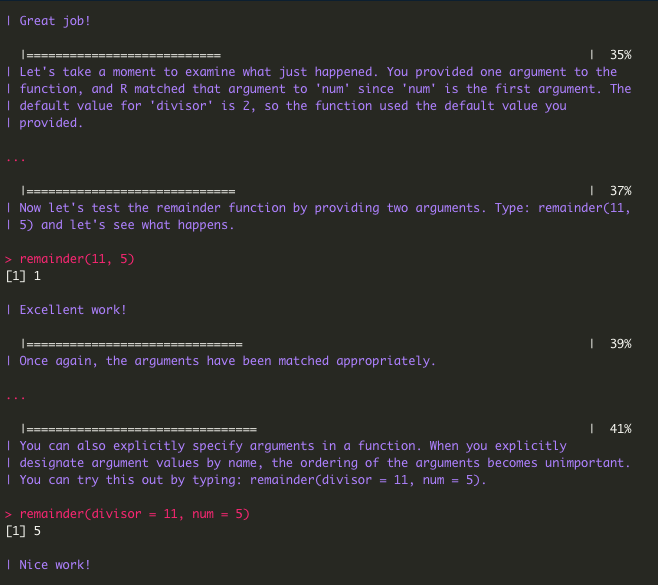 | Great job!
|=========================== | 35%
| Let's take a moment to examine what just happened. You provided one argument to the
| function, and R matched that argument to 'num' since 'num' is the first argument. The
| default value for 'divisor' is 2, so the function used the default value you
| provided.
...
|============================= | 37%
| Now let's test the remainder function by providing two arguments. Type: remainder(11,
| 5) and let's see what happens.
> remainder(11, 5)
[1] 1
| Excellent work!
|============================== | 39%
| Once again, the arguments have been matched appropriately.
...
|================================ | 41%
| You can also explicitly specify arguments in a function. When you explicitly
| designate argument values by name, the ordering of the arguments becomes unimportant.
| You can try this out by typing: remainder(divisor = 11, num = 5).
> remainder(divisor = 11, num = 5)
[1] 5
| Nice work!